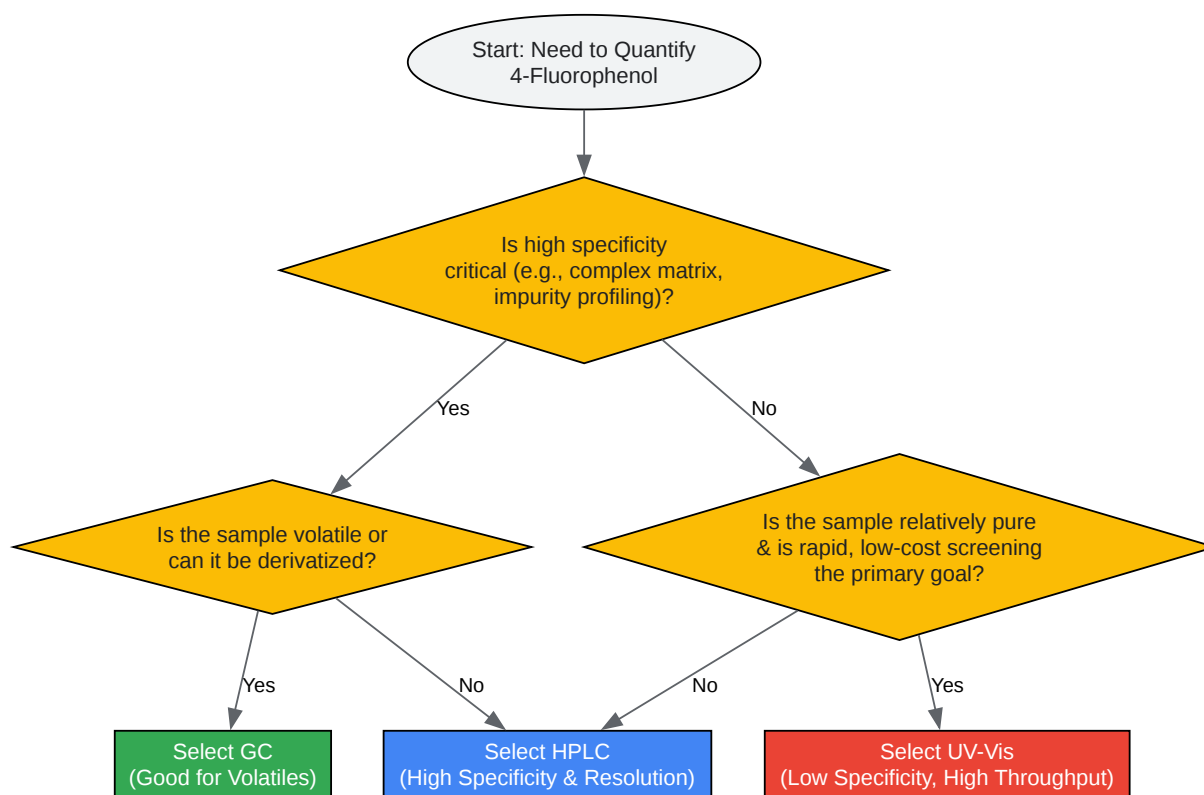 Start: Need to Quantify
4-Fluorophenol
Is high specificity
critical (e.g., complex matrix,
impurity profiling)?
Yes
No
Is the sample volatile or
can it be derivatized?
Is the sample relatively pure
& is rapid, low-cost screening
the primary goal?
Yes
No
No
Yes
Select GC
(Good for Volatiles)
Select HPLC
(High Specificity & Resolution)
Select UV-Vis
(Low Specificity, High Throughput)